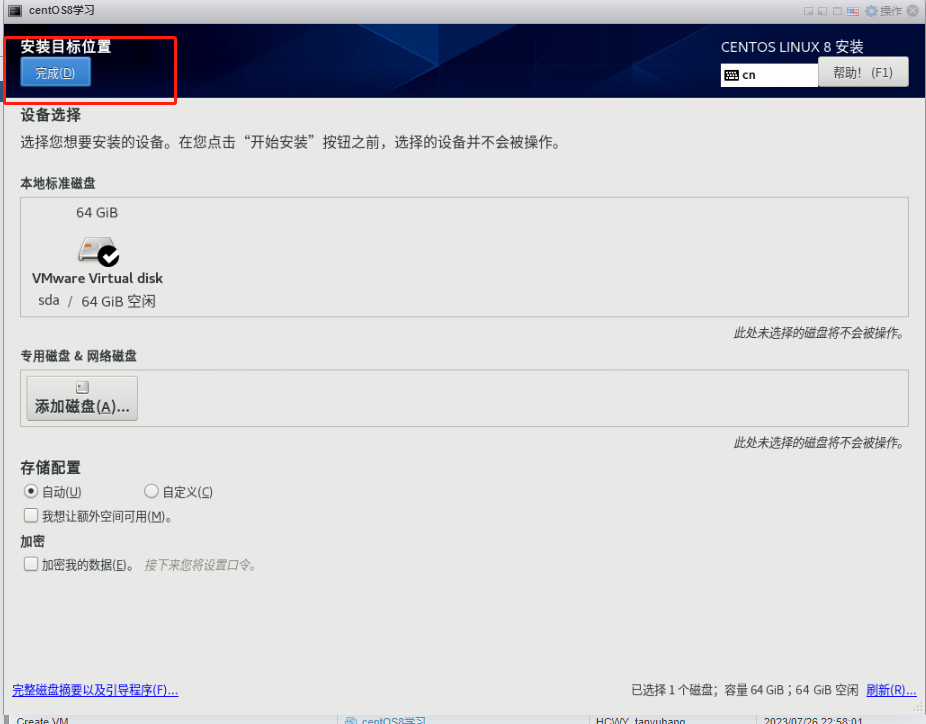 centOS8学习
操作
安装目标位置
CENTOS LINUX 8 安装
完成(D)
cn
帮助! (F1)
设备选择
选择您想要安装的设备。在您点击“开始安装”按钮之前，选择的设备并不会被操作。
本地标准磁盘
64 GiB
VMware Virtual disk
sda / 64 GiB 空闲
此处未选择的磁盘将不会被操作。
专用磁盘 & 网络磁盘
添加磁盘(A)...
此处未选择的磁盘将不会被操作。
存储配置
自动(U) 自定义(C)
我想让额外空间可用(M)。
加密
加密我的数据(E)。 接下来您将设置口令。
完整磁盘摘要以及引导程序(F)...
已选择 1 个磁盘；容量 64 GiB；64 GiB 空闲 刷新(R)...
Create VM centOS8学习 HCWY_tanyuhang 2023/07/26 22:58:01